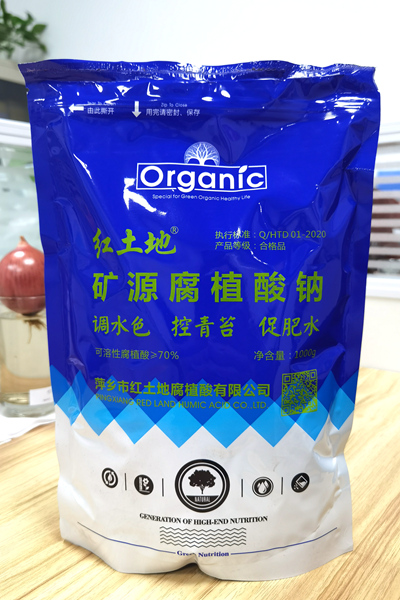 由此撕开
Zip To Close
用完请密封、保存
Organic
Special for Green Organic Healthy Life
红土地®
执行标准：Q/HTD 01-2020
产品等级：合格品
矿源腐植酸钠
调水色 控青苔 促肥水
可溶性腐植酸≥70%
净含量：1000g
萍乡市红土地腐植酸有限公司
PINGXIANG RED LAND HUMIC ACID CO.,LTD
NATURAL
GENERATION OF HIGH-END NUTRITION
Green Nutrition